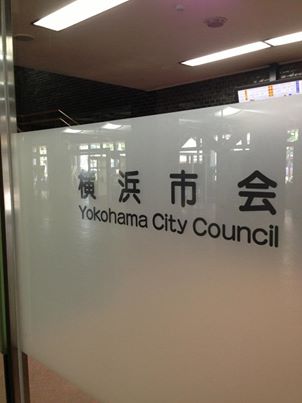 横浜市会
Yokohama City Council